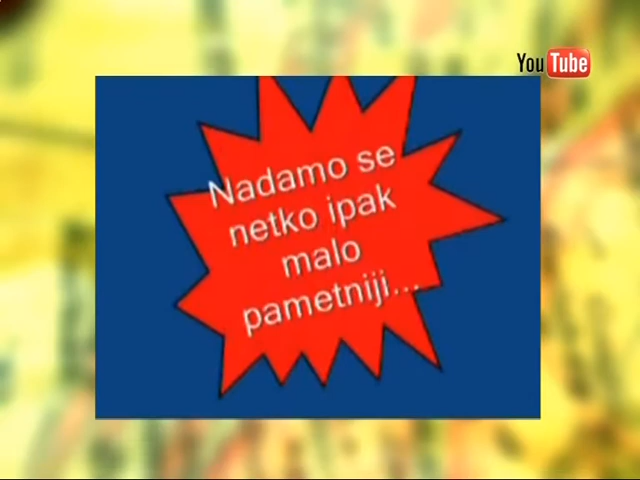 YouTube
Nadamo se
netko ipak
malo
pametniji...